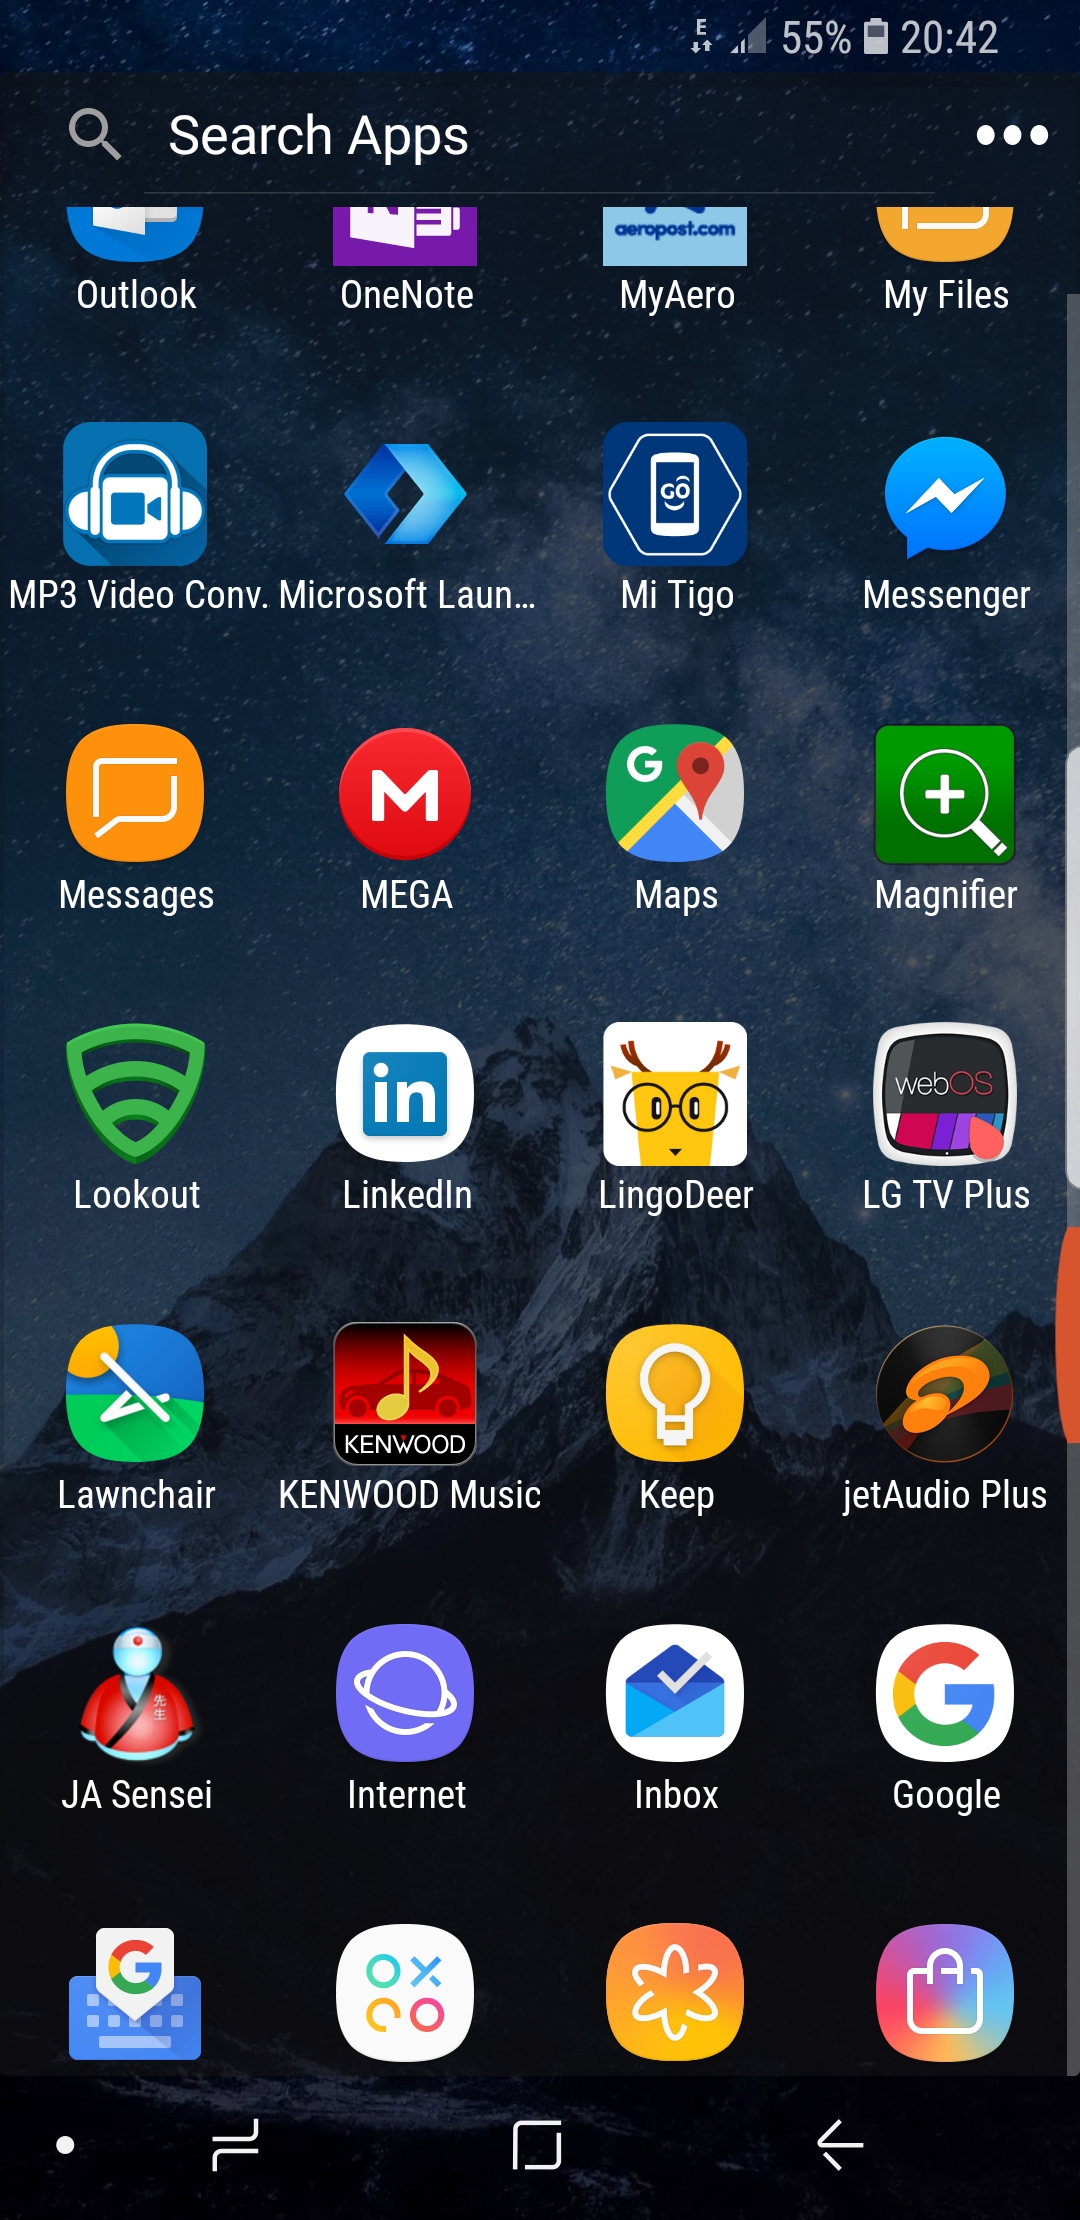 E 55% 20:42
Search Apps
N aeropost.com
Outlook OneNote MyAero My Files
GO
MP3 Video Conv. Microsoft Laun... Mi Tigo Messenger
M G
Messages MEGA Maps Magnifier
in webOS
Lookout LinkedIn LingoDeer LG TV Plus
KENWOOD
Lawnchair KENWOOD Music Keep jetAudio Plus
先生 G
JA Sensei Internet Inbox Google
G